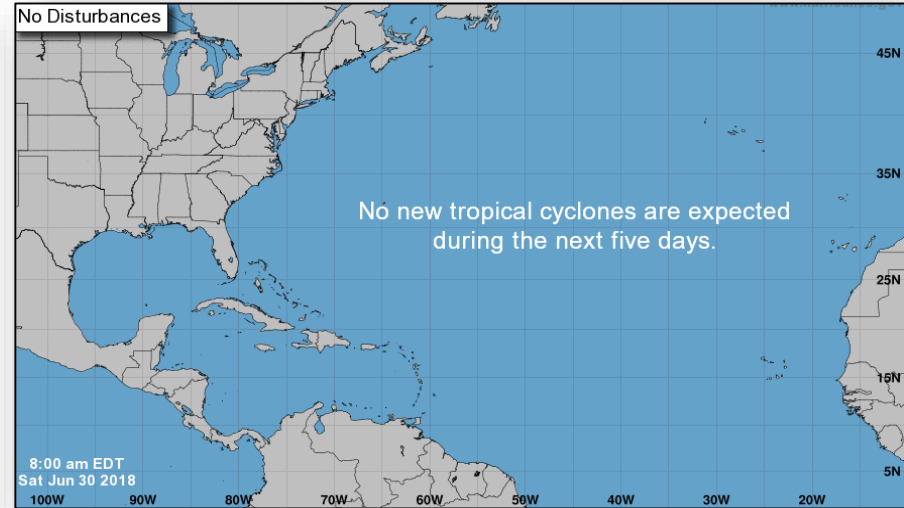 No Disturbances
45N
35N
No new tropical cyclones are expected
during the next five days.
25N
15N
8:00 am EDT
Sat Jun 30 2018
5N
100W 90W 80W 70W 60W 50W 40W 30W 20W